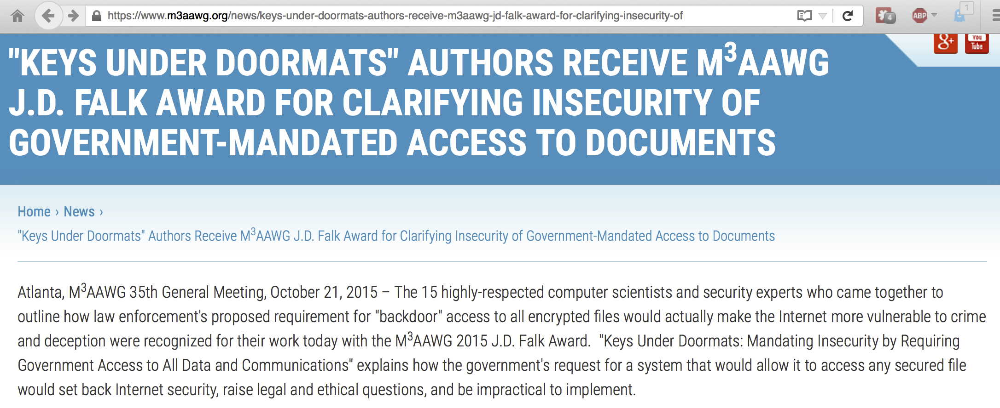 https://www.m3aawg.org/news/keys-under-doormats-authors-receive-m3aawg-jd-falk-award-for-clarifying-insecurity-of
4
ABP
1
g+
You
Tube
"KEYS UNDER DOORMATS" AUTHORS RECEIVE M³AAWG
J.D. FALK AWARD FOR CLARIFYING INSECURITY OF
GOVERNMENT-MANDATED ACCESS TO DOCUMENTS
Home › News ›
"Keys Under Doormats" Authors Receive M³AAWG J.D. Falk Award for Clarifying Insecurity of Government-Mandated Access to Documents
Atlanta, M³AAWG 35th General Meeting, October 21, 2015 – The 15 highly-respected computer scientists and security experts who came together to
outline how law enforcement's proposed requirement for "backdoor" access to all encrypted files would actually make the Internet more vulnerable to crime
and deception were recognized for their work today with the M³AAWG 2015 J.D. Falk Award.  "Keys Under Doormats: Mandating Insecurity by Requiring
Government Access to All Data and Communications" explains how the government's request for a system that would allow it to access any secured file
would set back Internet security, raise legal and ethical questions, and be impractical to implement.